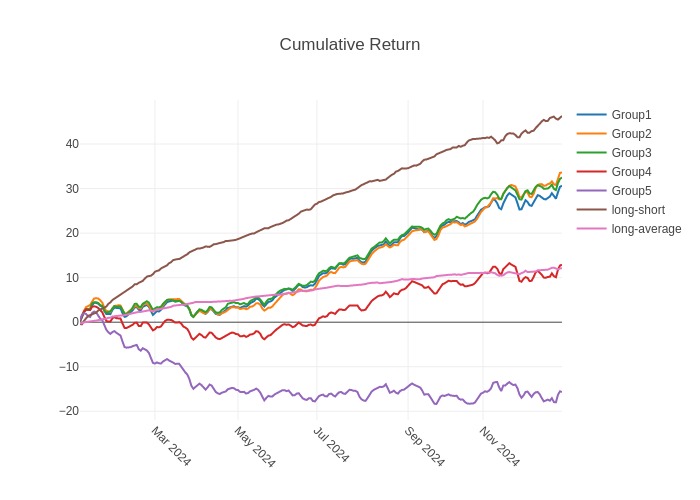 Cumulative Return
40
30
20
10
0
−10
−20
Mar 2024
May 2024
Jul 2024
Sep 2024
Nov 2024
Group1
Group2
Group3
Group4
Group5
long-short
long-average